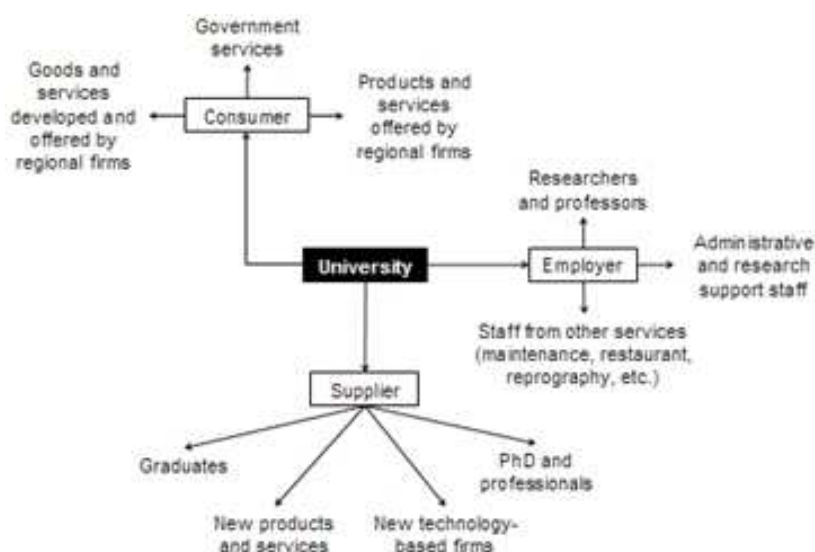 Government
services
Goods and
services
developed and
offered by
regional firms
Consumer
Products and
services
offered by
regional firms
Researchers
and professors
University
Employer
Administrative
and research
support staff
Staff from other services
(maintenance, restaurant,
reprography, etc.)
Supplier
Graduates
PhD and
professionals
New products
and services
New technology-
based firms